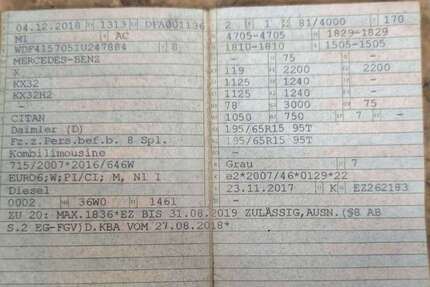 04.12.2018 1313 DFA001136
M1 AC
WDF4157051U247884 8
MERCEDES-BENZ
X
KX32
KX32H2
-
CITAN
Daimler (D)
Fz.z.Pers.bef.b. 8 Spl.
Kombilimousine
715/2007*2016/646W
EURO6;W;PI/CI; M, N1 I
Diesel
0002 36W0 1461
2 1 81/4000 170
4705-4705 1829-1829
1810-1810 1505-1505
- 75 -
119 2200 2200
1125 1240 -
1125 1240 -
78 3000 75
1050 750 7 -
195/65R15 95T
195/65R15 95T
-
Grau 7
e2*2007/46*0129*22
23.11.2017 K EZ262183
ZU 20: MAX.1836*EZ BIS 31.08.2019 ZULÄSSIG,AUSN.(§8 AB
S.2 EG-FGV)D.KBA VOM 27.08.2018*